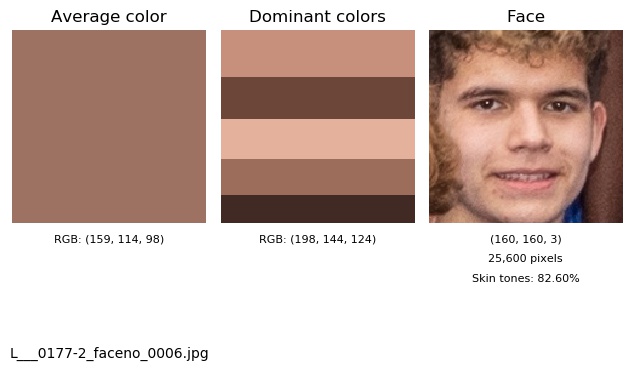 Average color
Dominant colors
Face
RGB: (159, 114, 98)
RGB: (198, 144, 124)
(160, 160, 3)
25,600 pixels
Skin tones: 82.60%
L___0177-2_faceno_0006.jpg